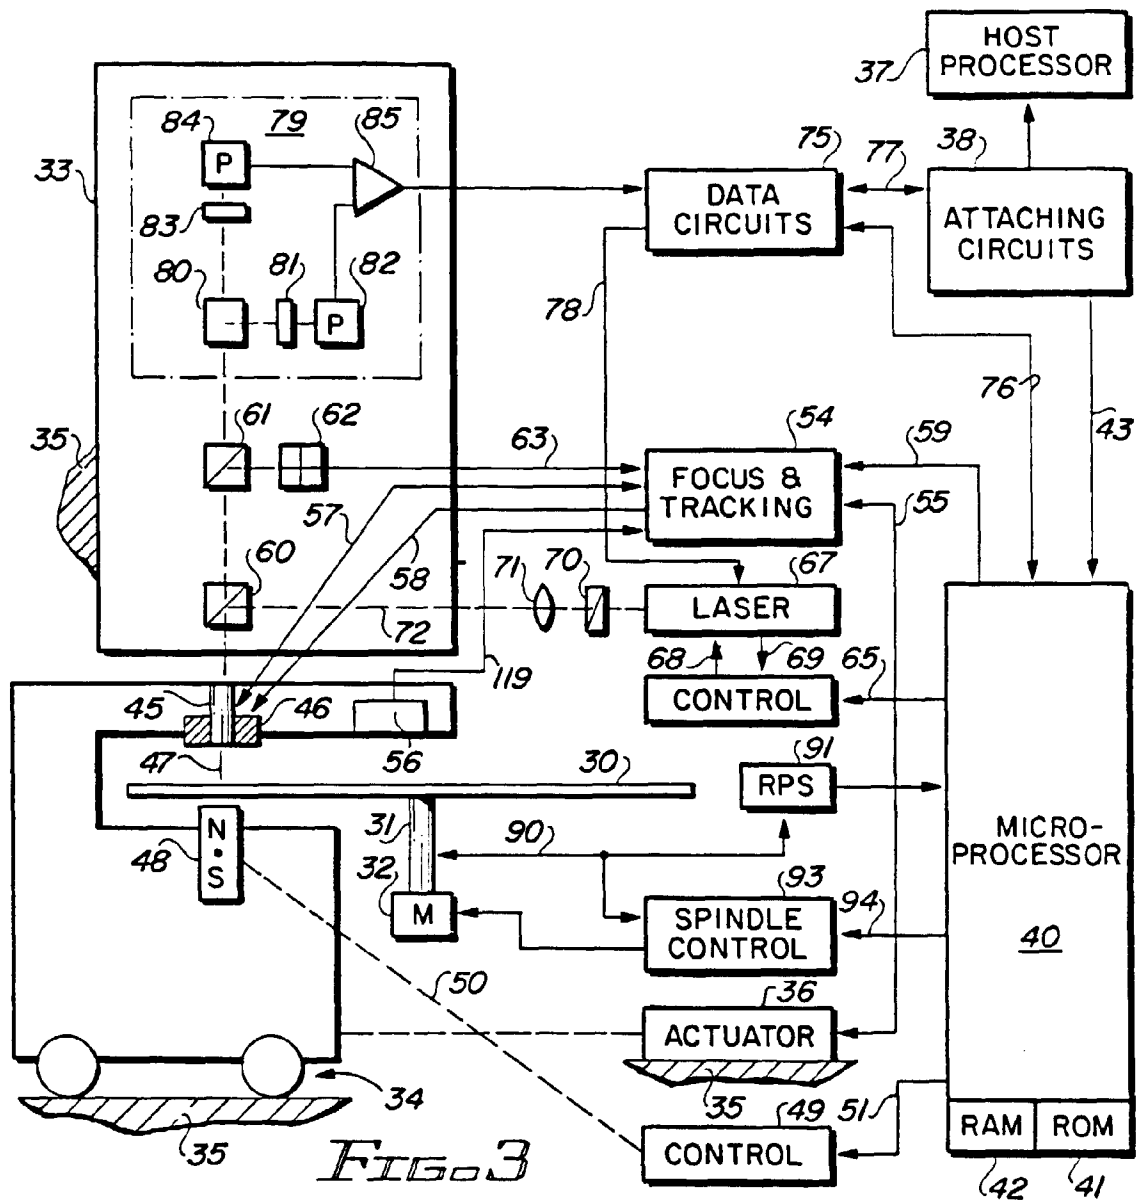 HOST
PROCESSOR
37
84
79
85
P
33
83
75
77
38
DATA
CIRCUITS
ATTACHING
CIRCUITS
80
81
82
P
78
76
43
61
62
63
54
59
35
FOCUS &
TRACKING
57
55
60
58
71
70
67
LASER
72
68
69
65
119
CONTROL
45
46
47
56
30
91
RPS
31
90
N
S
48
32
M
93
SPINDLE
CONTROL
94
MICRO-
PROCESSOR
40
50
36
ACTUATOR
34
35
35
49
51
CONTROL
RAM
ROM
42
41
FIG. 3